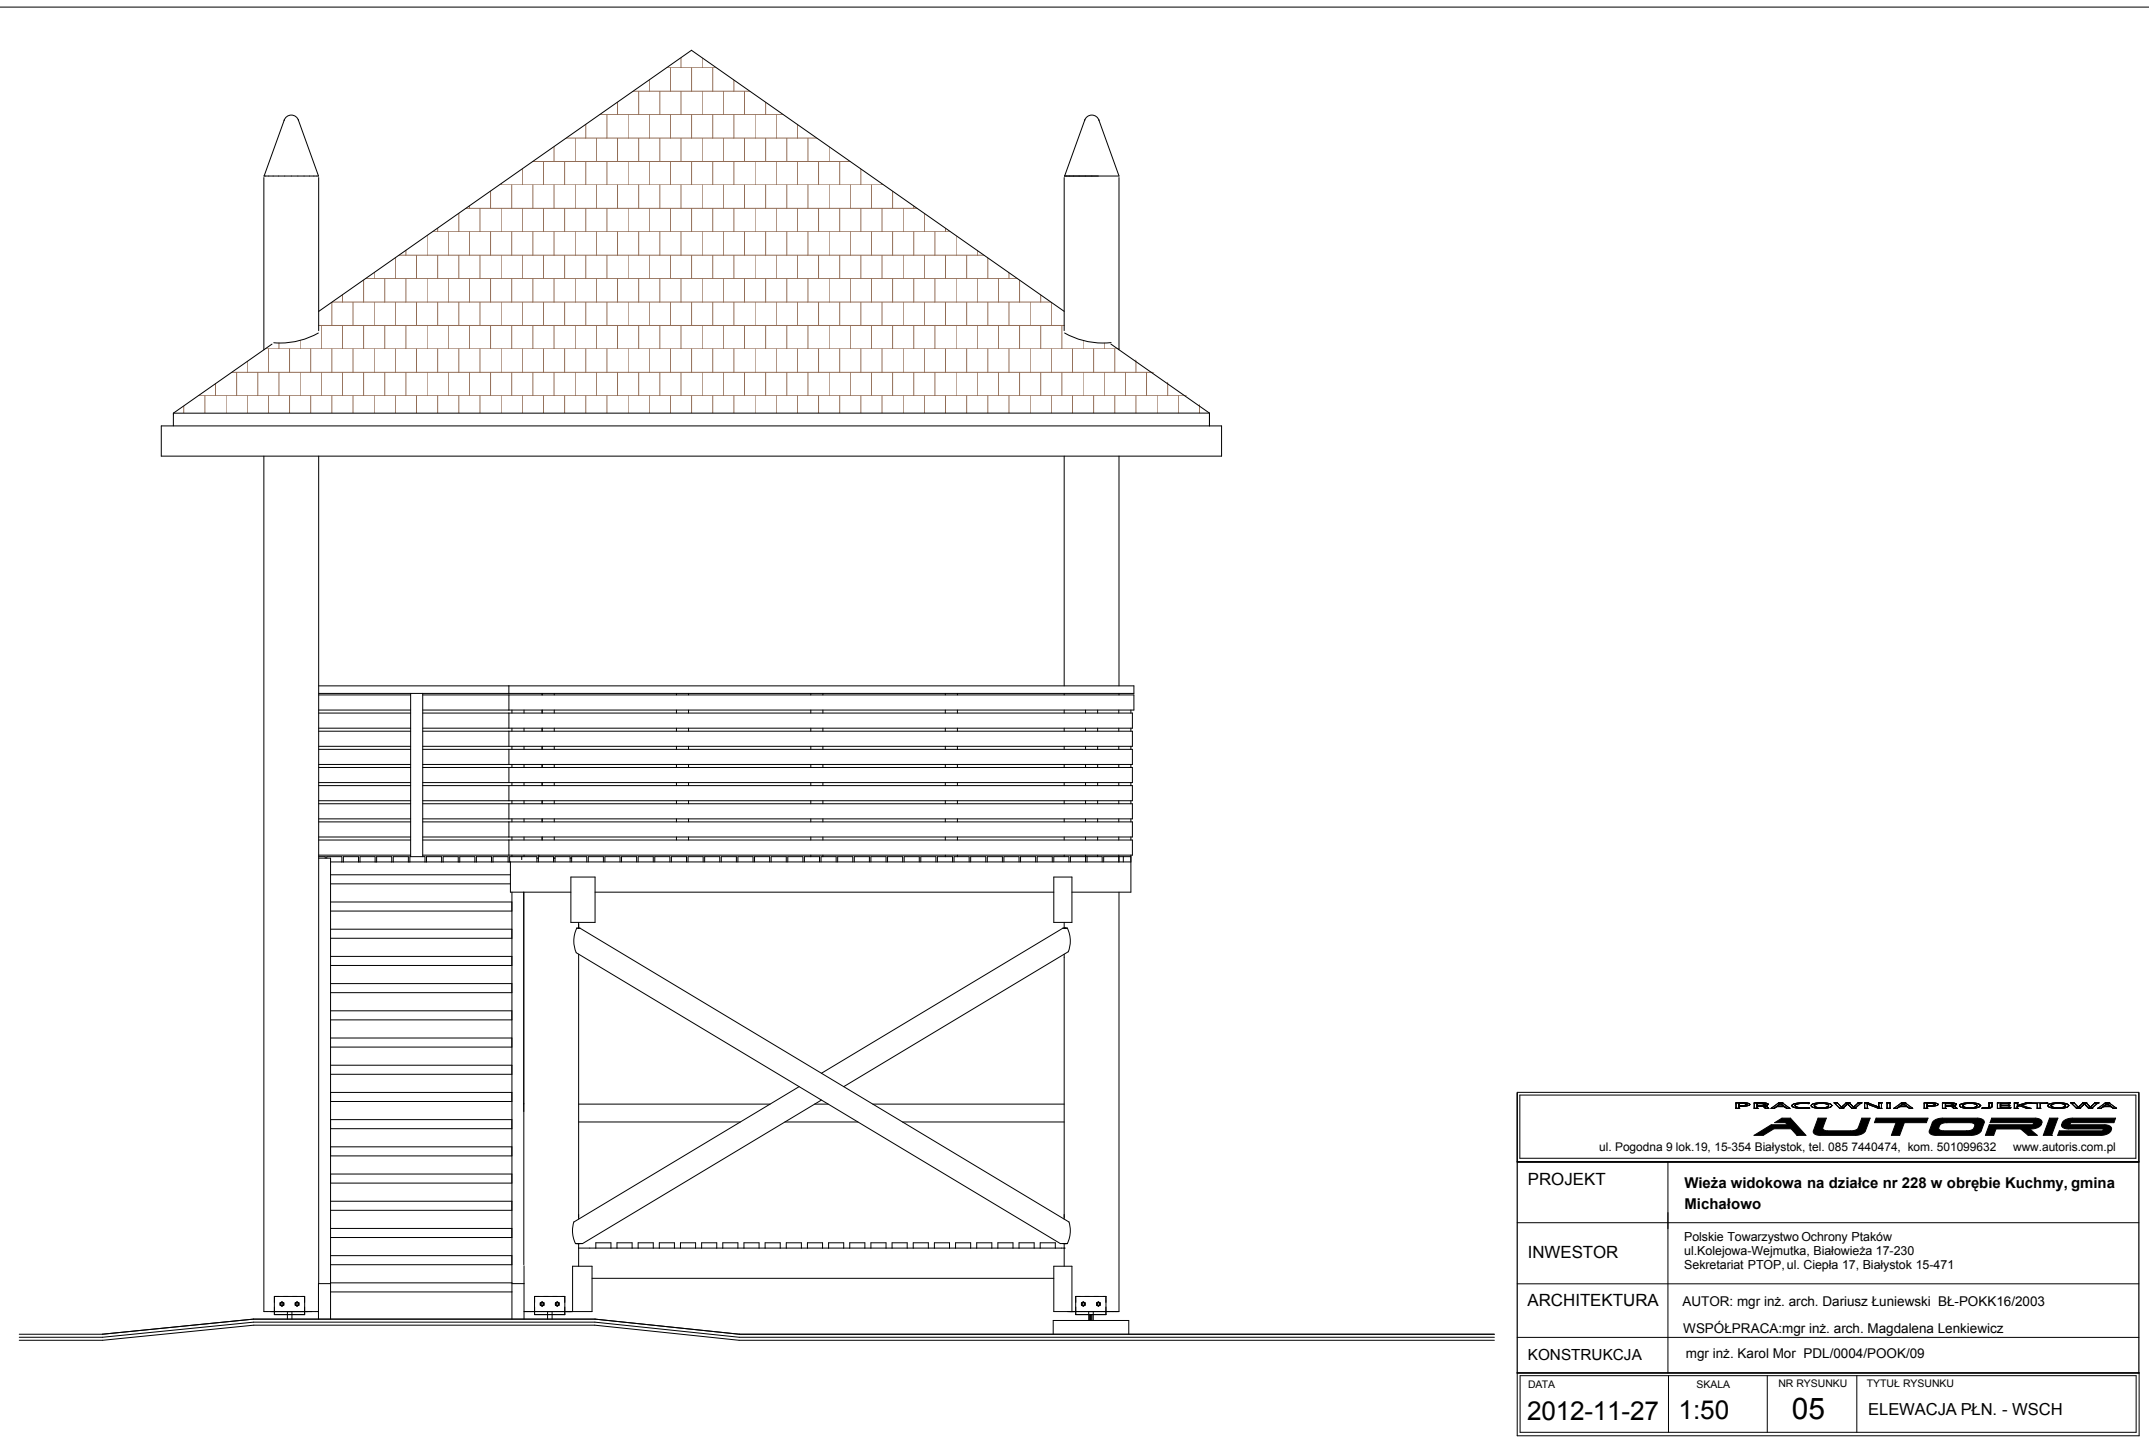 PRACOWNIA PROJEKTOWA
AUTORIS
ul. Pogodna 9 lok.19, 15-354 Białystok, tel. 085 7440474, kom. 501099632 www.autoris.com.pl
PROJEKT
Wieża widokowa na działce nr 228 w obrębie Kuchmy, gmina
Michałowo
INWESTOR
Polskie Towarzystwo Ochrony Ptaków
ul.Kolejowa-Wejmutka, Białowieża 17-230
Sekretariat PTOP, ul. Ciepła 17, Białystok 15-471
ARCHITEKTURA
AUTOR: mgr inż. arch. Dariusz Łuniewski BŁ-POKK16/2003
WSPÓŁPRACA:mgr inż. arch. Magdalena Lenkiewicz
KONSTRUKCJA
mgr inż. Karol Mor PDL/0004/POOK/09
DATA
2012-11-27
SKALA
1:50
NR RYSUNKU
05
TYTUŁ RYSUNKU
ELEWACJA PŁN. - WSCH